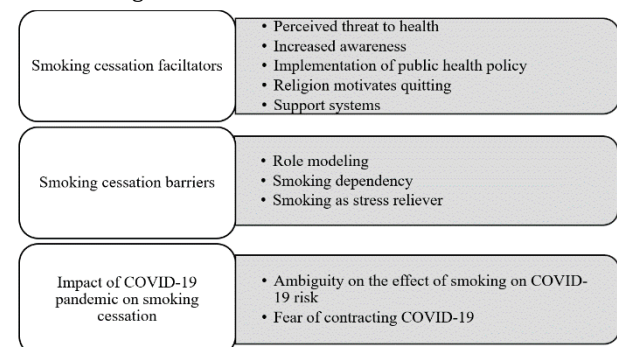 • Perceived threat to health
• Increased awareness
Smoking cessation faciltators
• Implementation of public health policy
• Religion motivates quitting
• Support systems
Smoking cessation barriers
• Role modeling
• Smoking dependency
• Smoking as stress reliever
Impact of COVID-19
pandemic on smoking
cessation
• Ambiguity on the effect of smoking on COVID-
19 risk
• Fear of contracting COVID-19